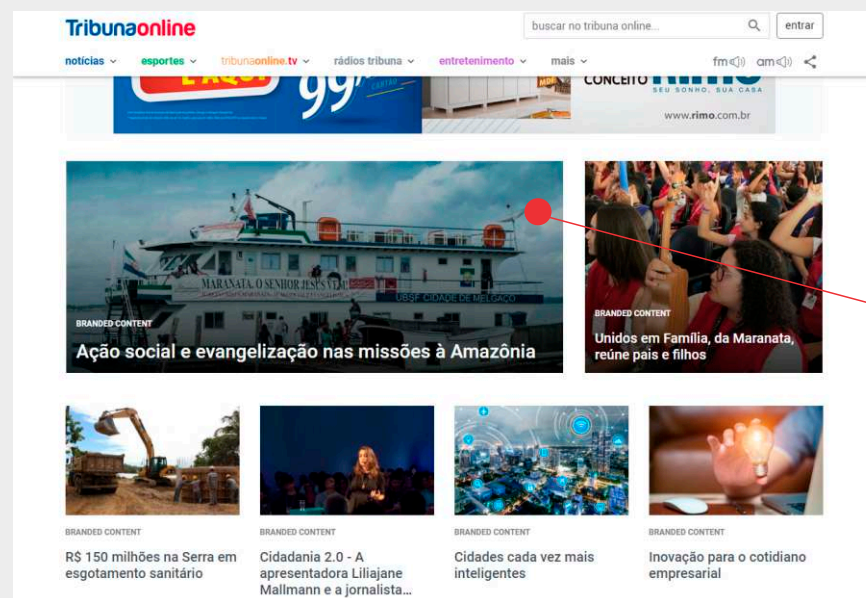 Tribunaonline
buscar no tribuna online...
entrar
notícias
esportes
tribunaonline.tv
rádios tribuna
entretenimento
mais
fm
am
É AQUI
99
MDF
CONCEITO RIMO
SEU SONHO, SUA CASA
www.rimo.com.br
MARANATA. O SENHOR JESUS VEM!
UBSF CIDADE DE MELGAÇO
BRANDED CONTENT
Ação social e evangelização nas missões à Amazônia
BRANDED CONTENT
Unidos em Família, da Maranata,
reúne pais e filhos
BRANDED CONTENT
R$ 150 milhões na Serra em
esgotamento sanitário
BRANDED CONTENT
Cidadania 2.0 - A
apresentadora Liliajane
Mallmann e a jornalista...
BRANDED CONTENT
Cidades cada vez mais
inteligentes
BRANDED CONTENT
Inovação para o cotidiano
empresarial